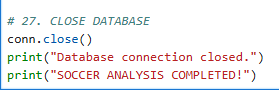 # 27. CLOSE DATABASE
conn.close()
print("Database connection closed.")
print("SOCCER ANALYSIS COMPLETED!")